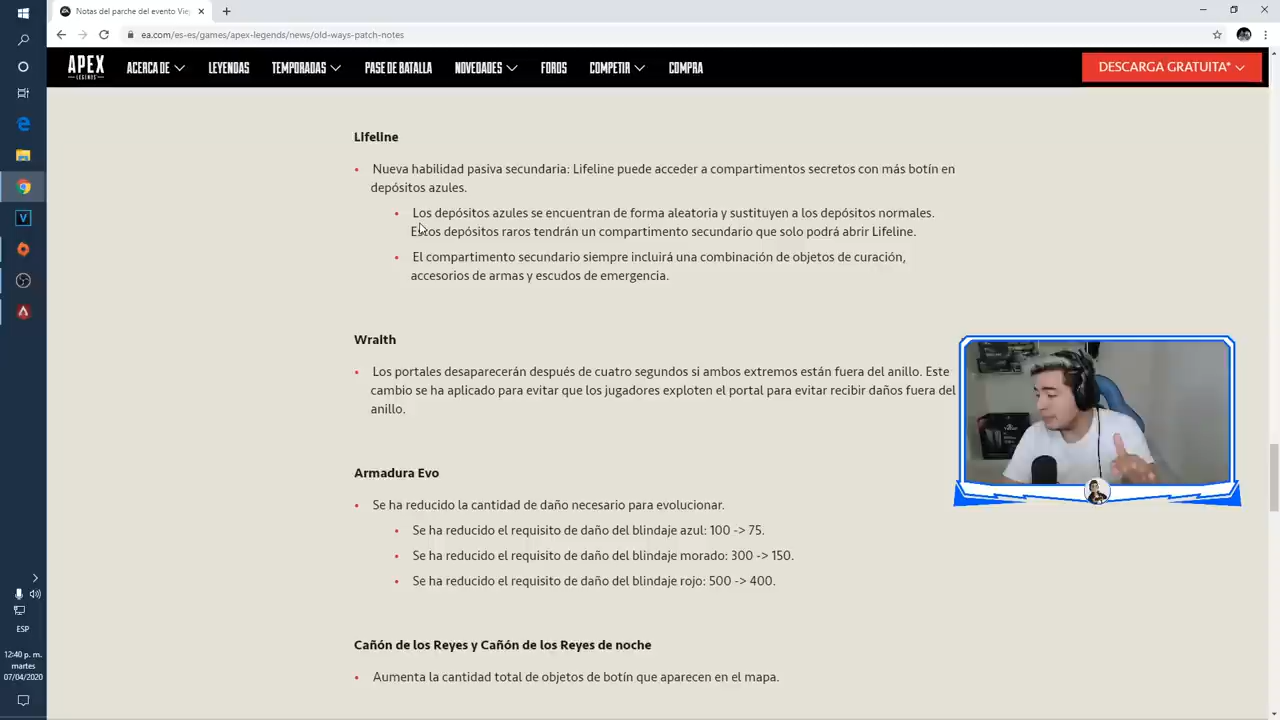 Notas del parche del evento Vie
ea.com/es-es/games/apex-legends/news/old-ways-patch-notes
APEX
LEGENDS
ACERCA DE
LEYENDAS
TEMPORADAS
PASE DE BATALLA
NOVEDADES
FOROS
COMPETIR
COMPRA
DESCARGA GRATUITA*
Lifeline
Nueva habilidad pasiva secundaria: Lifeline puede acceder a compartimentos secretos con más botín en
depósitos azules.
Los depósitos azules se encuentran de forma aleatoria y sustituyen a los depósitos normales.
Estos depósitos raros tendrán un compartimento secundario que solo podrá abrir Lifeline.
El compartimento secundario siempre incluirá una combinación de objetos de curación,
accesorios de armas y escudos de emergencia.
Wraith
Los portales desaparecerán después de cuatro segundos si ambos extremos están fuera del anillo. Este
cambio se ha aplicado para evitar que los jugadores exploten el portal para evitar recibir daños fuera del
anillo.
Armadura Evo
Se ha reducido la cantidad de daño necesario para evolucionar.
Se ha reducido el requisito de daño del blindaje azul: 100 -> 75.
Se ha reducido el requisito de daño del blindaje morado: 300 -> 150.
Se ha reducido el requisito de daño del blindaje rojo: 500 -> 400.
Cañón de los Reyes y Cañón de los Reyes de noche
Aumenta la cantidad total de objetos de botín que aparecen en el mapa.
ESP
12:40 p. m.
martes
07/04/2020